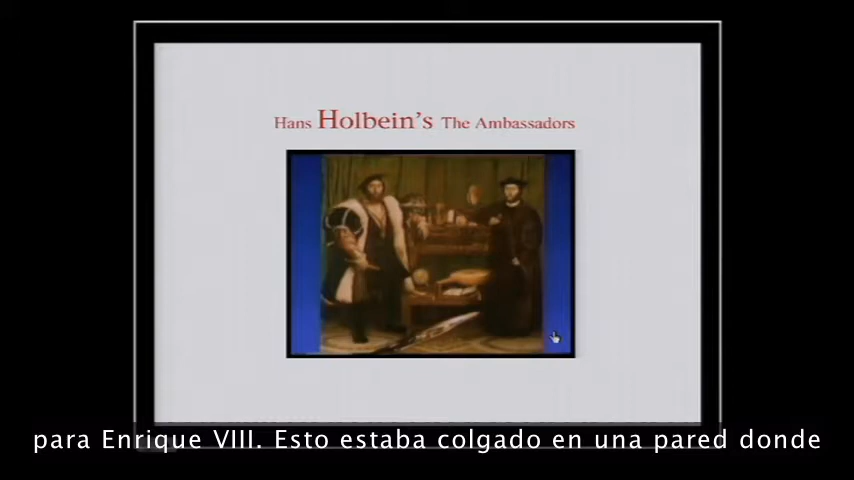 Hans Holbein's The Ambassadors
para Enrique VIII. Esto estaba colgado en una pared donde